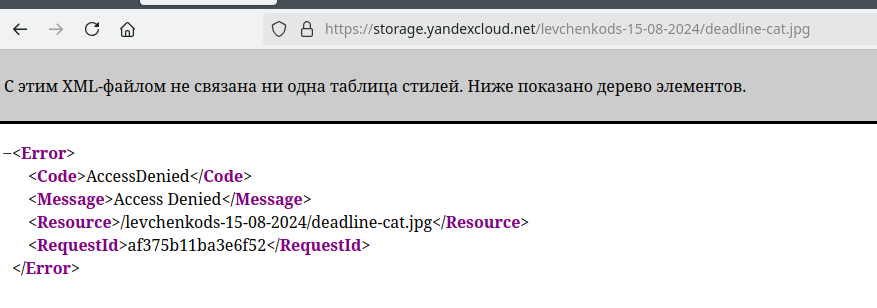 https://storage.yandexcloud.net/levchenkods-15-08-2024/deadline-cat.jpg
С этим XML-файлом не связана ни одна таблица стилей. Ниже показано дерево элементов.
−<Error>
<Code>AccessDenied</Code>
<Message>Access Denied</Message>
<Resource>/levchenkods-15-08-2024/deadline-cat.jpg</Resource>
<RequestId>af375b11ba3e6f52</RequestId>
</Error>